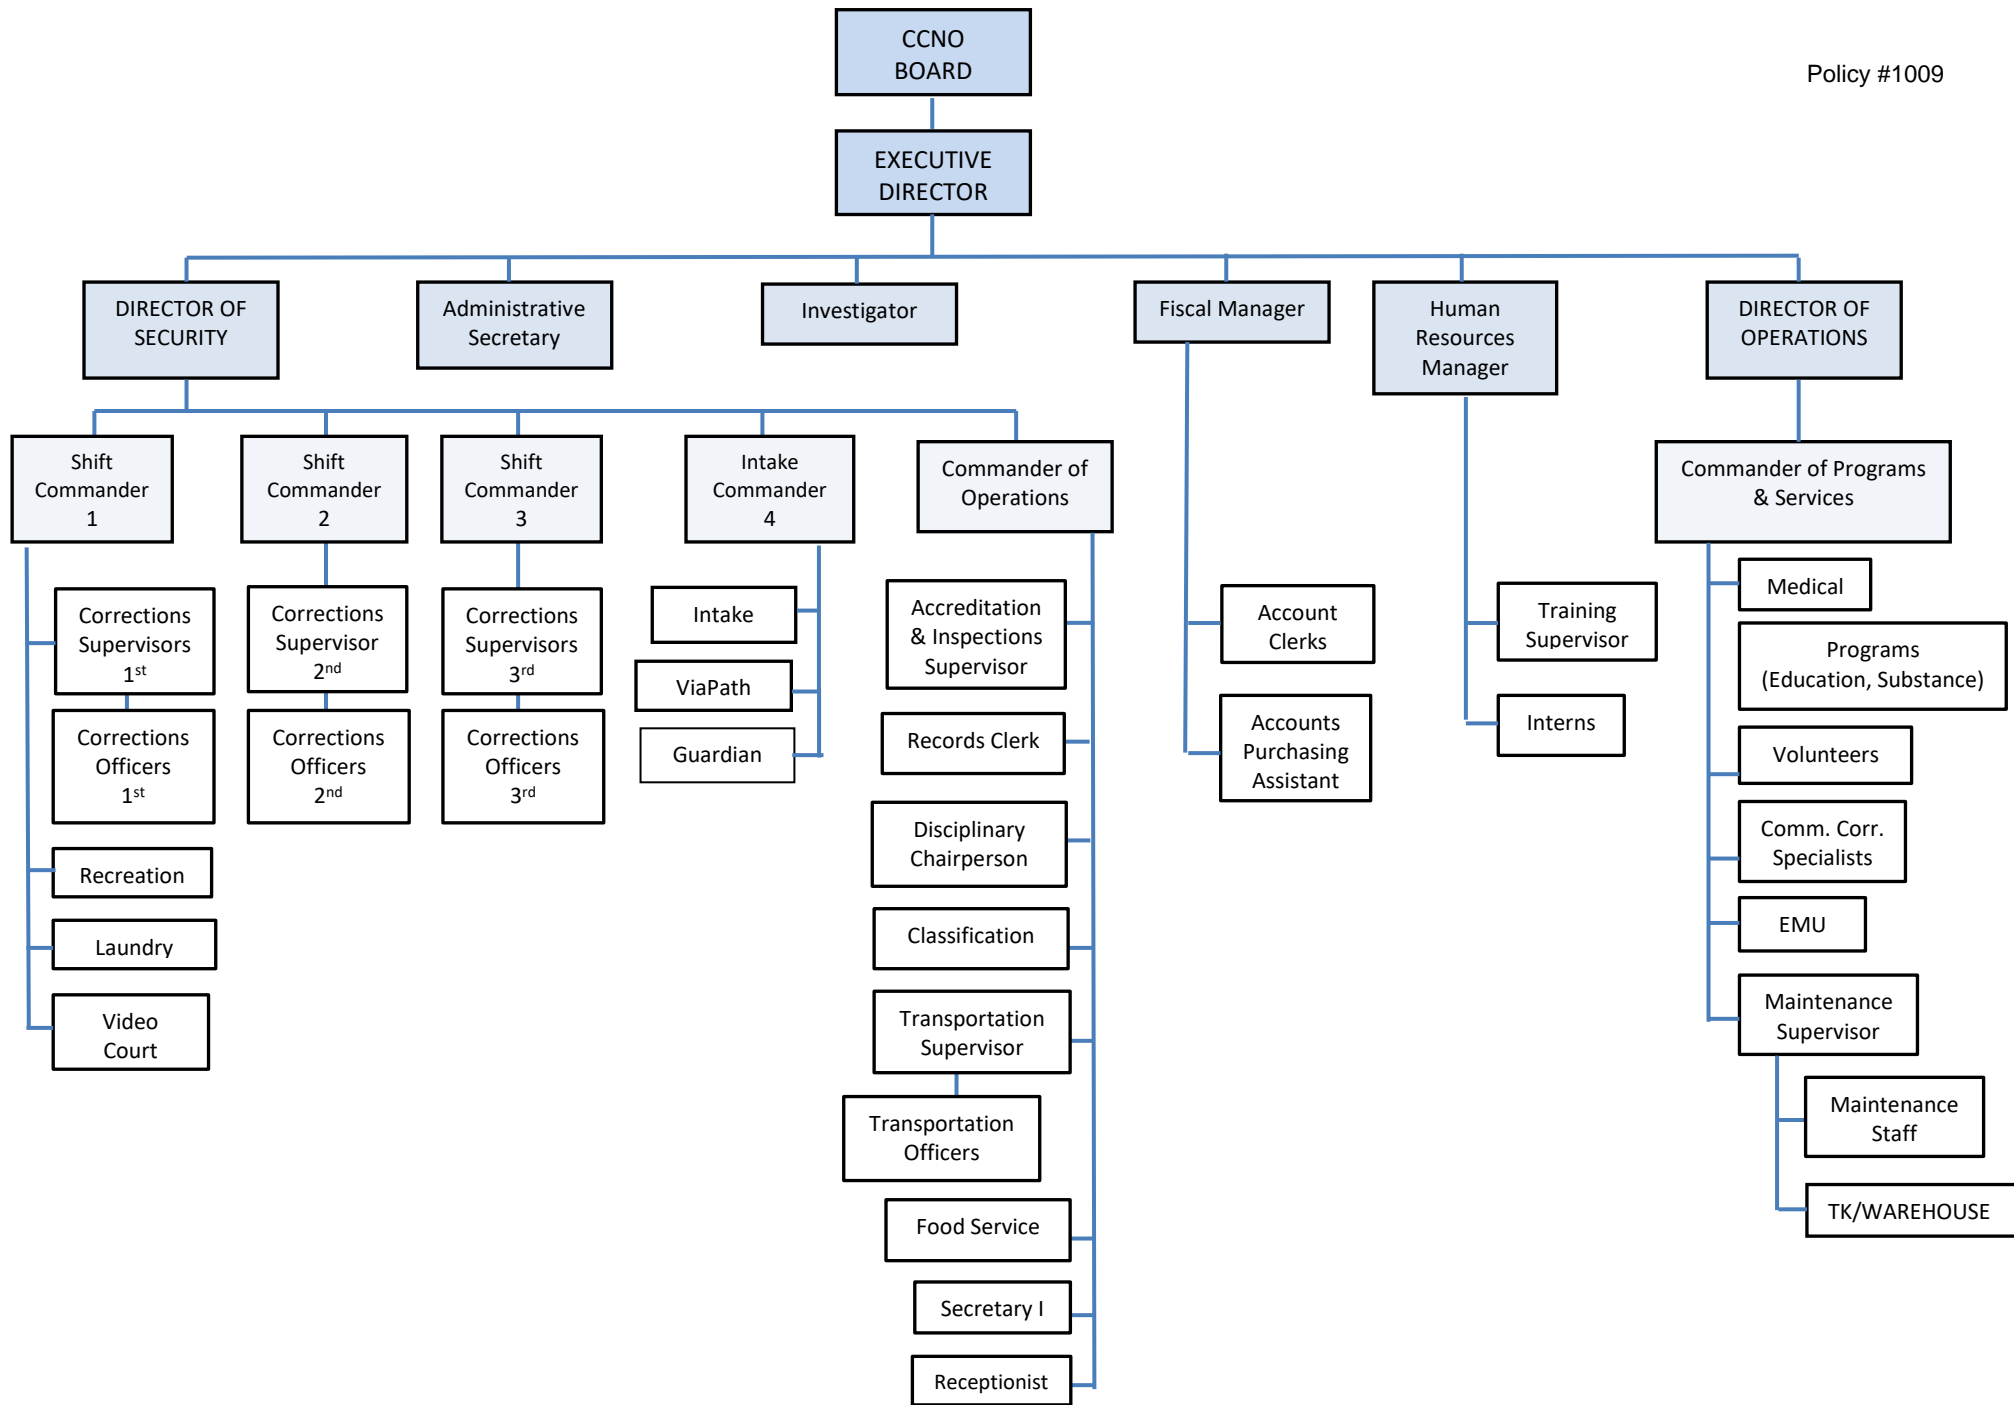 CCNO
BOARD
Policy #1009
EXECUTIVE
DIRECTOR
DIRECTOR OF
SECURITY
Administrative
Secretary
Investigator
Fiscal Manager
Human
Resources
Manager
DIRECTOR OF
OPERATIONS
Shift
Commander
1
Shift
Commander
2
Shift
Commander
3
Intake
Commander
4
Commander of
Operations
Commander of Programs
& Services
Corrections
Supervisors
1st
Corrections
Officers
1st
Recreation
Laundry
Video
Court
Corrections
Supervisor
2nd
Corrections
Officers
2nd
Corrections
Supervisors
3rd
Corrections
Officers
3rd
Intake
ViaPath
Guardian
Accreditation
& Inspections
Supervisor
Records Clerk
Disciplinary
Chairperson
Classification
Transportation
Supervisor
Transportation
Officers
Food Service
Secretary I
Receptionist
Account
Clerks
Accounts
Purchasing
Assistant
Training
Supervisor
Interns
Medical
Programs
(Education, Substance)
Volunteers
Comm. Corr.
Specialists
EMU
Maintenance
Supervisor
Maintenance
Staff
TK/WAREHOUSE